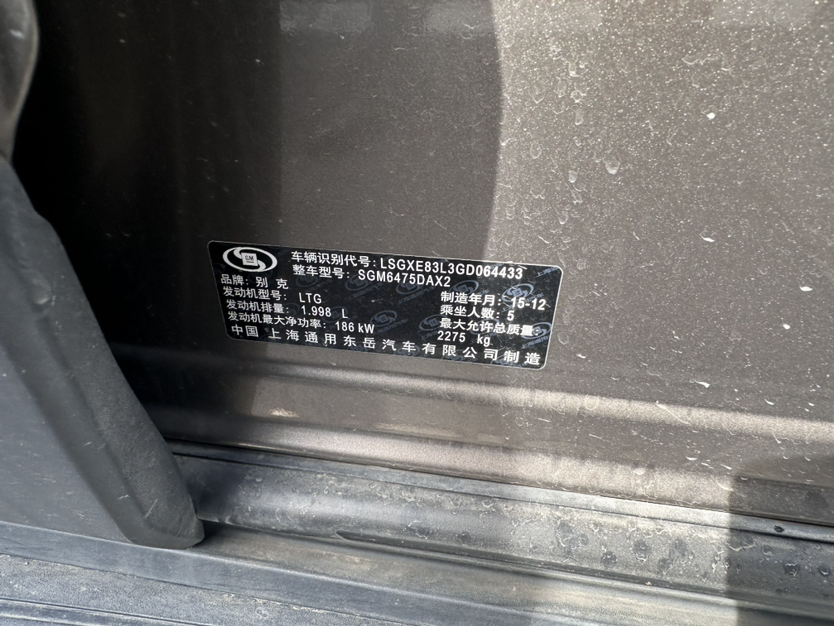 GM
车辆识别代号:LSGXE83L3GD064433
整车型号: SGM6475DAX2
品牌: 别 克
制造年月: 15-12
发动机型号: LTG
乘坐人数: 5
发动机排量: 1.998 L
最大允许总质量:
发动机最大净功率: 186 kW
2275 kg
中国 上海通用东岳汽车有限公司制造